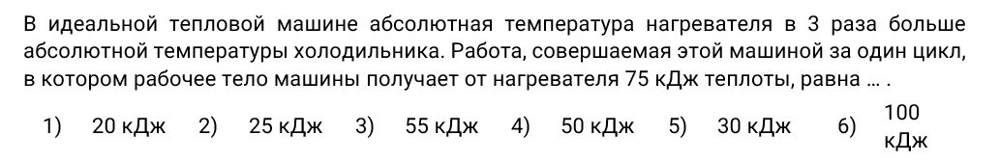 В идеальной тепловой машине абсолютная температура нагревателя в 3 раза больше
абсолютной температуры холодильника. Работа, совершаемая этой машиной за один цикл,
в котором рабочее тело машины получает от нагревателя 75 кДж теплоты, равна ... .
1) 20 кДж 2) 25 кДж 3) 55 кДж 4) 50 кДж 5) 30 кДж 6) 100
кДж